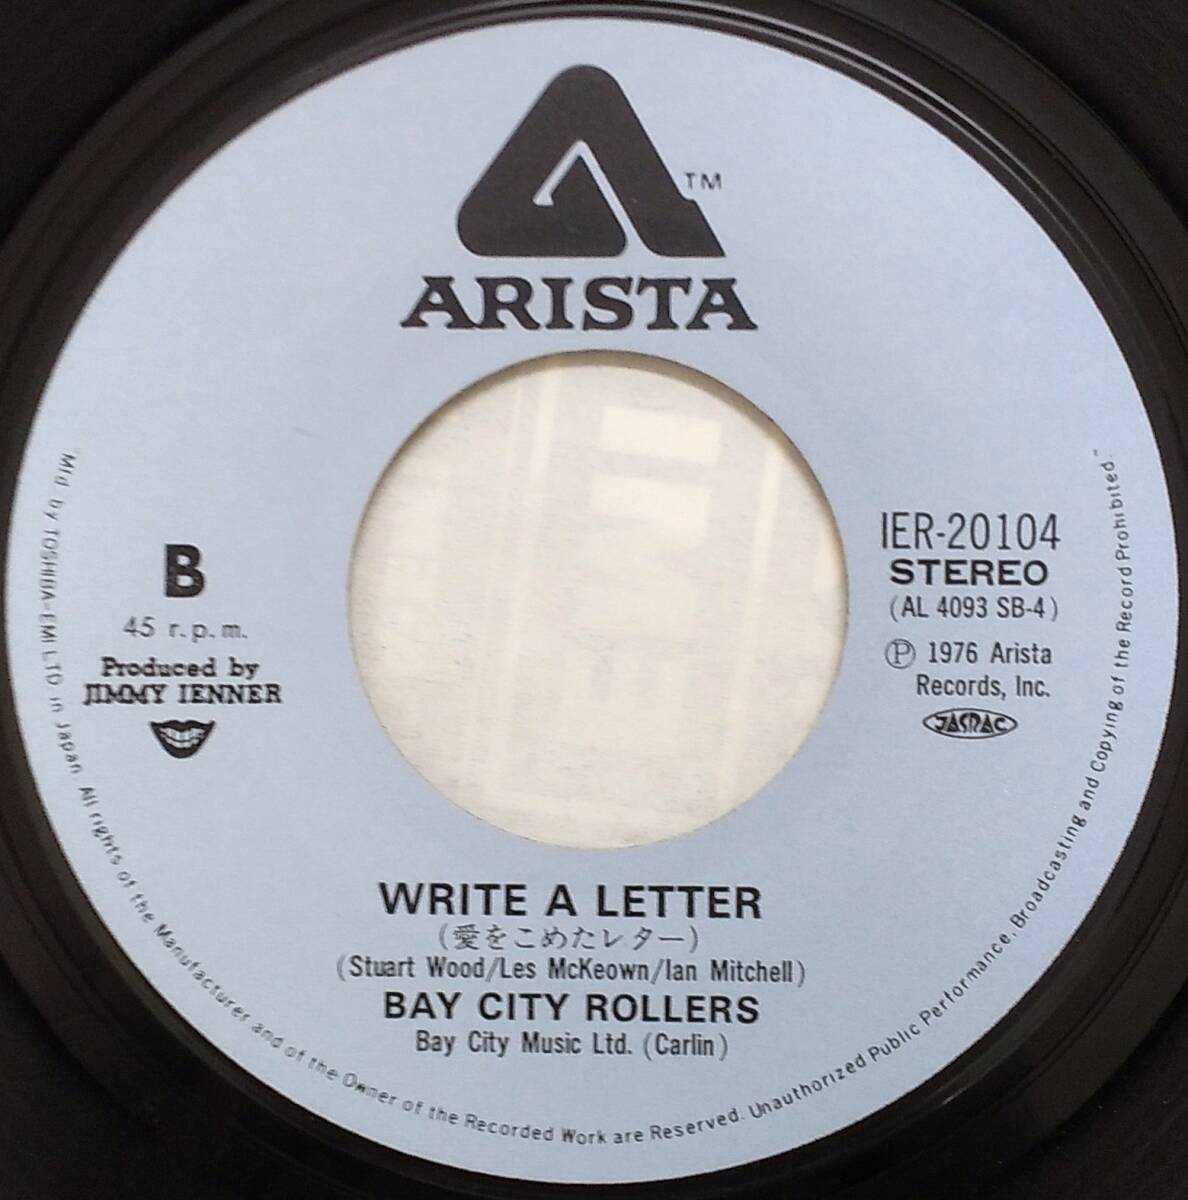 TM
ARISTA
B
45 r.p.m.
Produced by
JIMMY IENNER
IER-20104
STEREO
(AL 4093 SB-4)
Ⓟ 1976 Arista
Records, Inc.
JASRAC
WRITE A LETTER
(愛をこめたレター)
(Stuart Wood/Les McKeown/Ian Mitchell)
BAY CITY ROLLERS
Bay City Music Ltd. (Carlin)
"Mfd by TOSHIBA-EMI LTD. in Japan. All rights of the Manufacturer and of the Owner of the Recorded Work are Reserved. Unauthorized Public Performance. Broadcasting and Copying of the Record Prohibited."